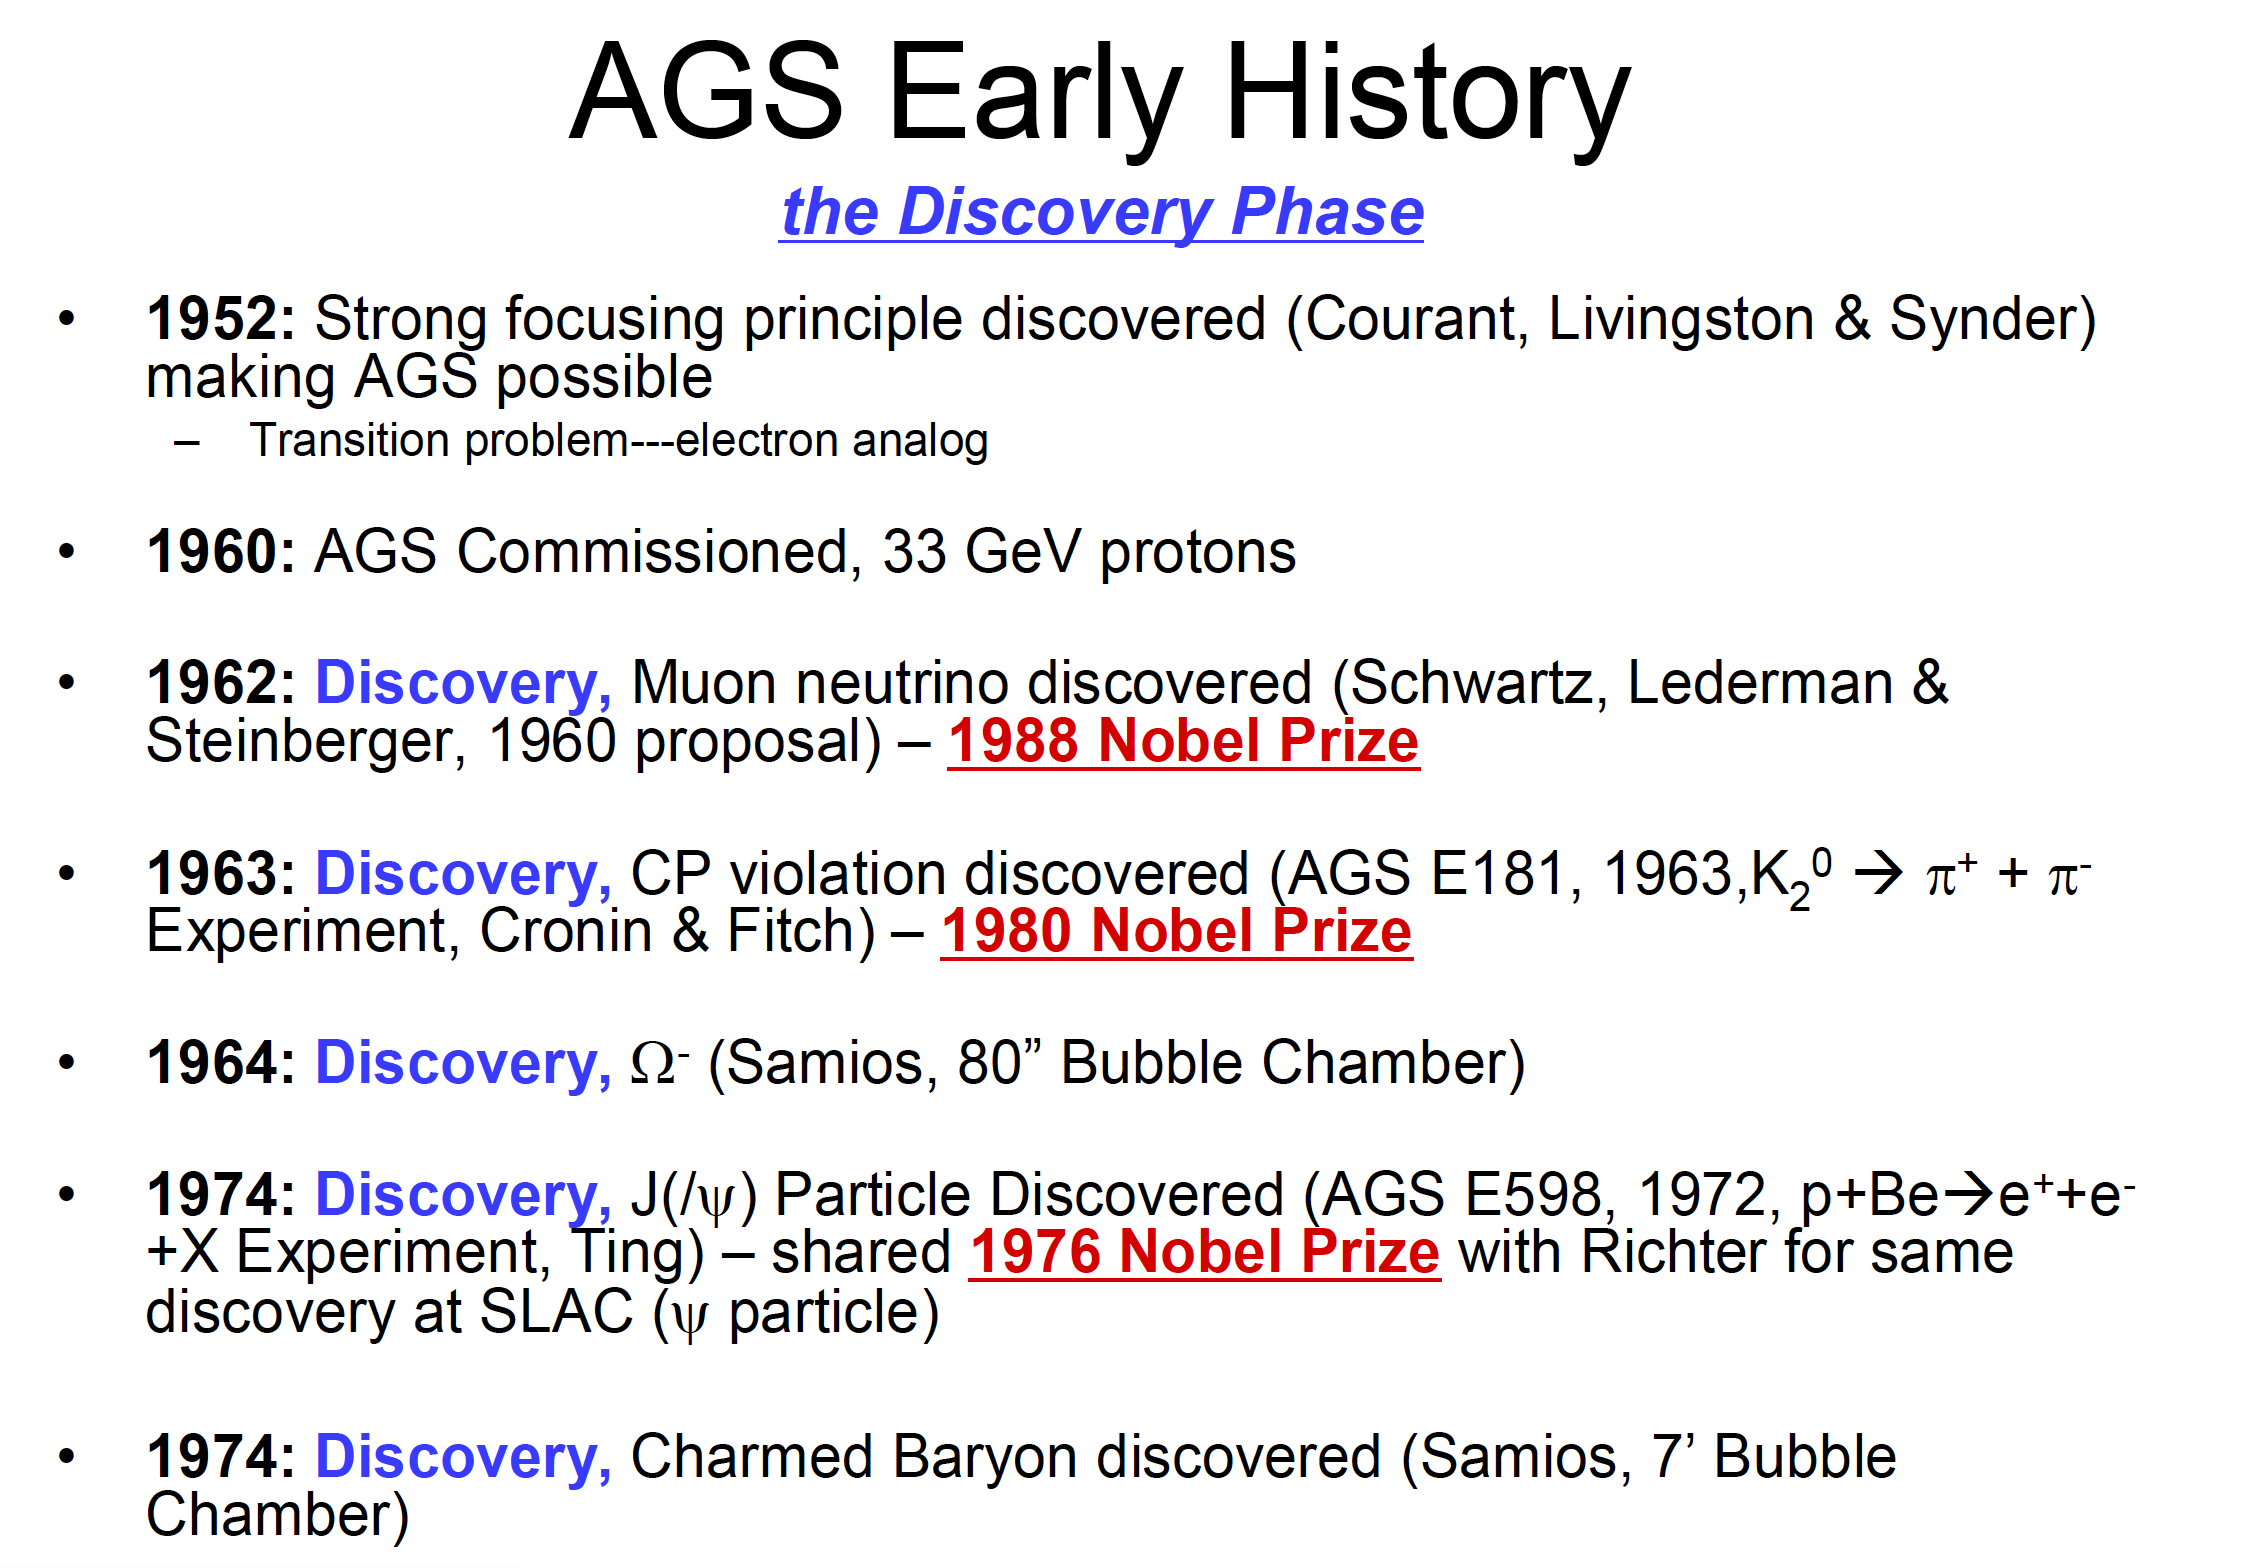 AGS Early History
the Discovery Phase
• 1952: Strong focusing principle discovered (Courant, Livingston & Synder)
making AGS possible
– Transition problem---electron analog
• 1960: AGS Commissioned, 33 GeV protons
• 1962: Discovery, Muon neutrino discovered (Schwartz, Lederman &
Steinberger, 1960 proposal) – 1988 Nobel Prize
• 1963: Discovery, CP violation discovered (AGS E181, 1963,K₂⁰ → π⁺ + π⁻
Experiment, Cronin & Fitch) – 1980 Nobel Prize
• 1964: Discovery, Ω⁻ (Samios, 80” Bubble Chamber)
• 1974: Discovery, J(/ψ) Particle Discovered (AGS E598, 1972, p+Be→e⁺+e⁻
+X Experiment, Ting) – shared 1976 Nobel Prize with Richter for same
discovery at SLAC (ψ particle)
• 1974: Discovery, Charmed Baryon discovered (Samios, 7’ Bubble
Chamber)